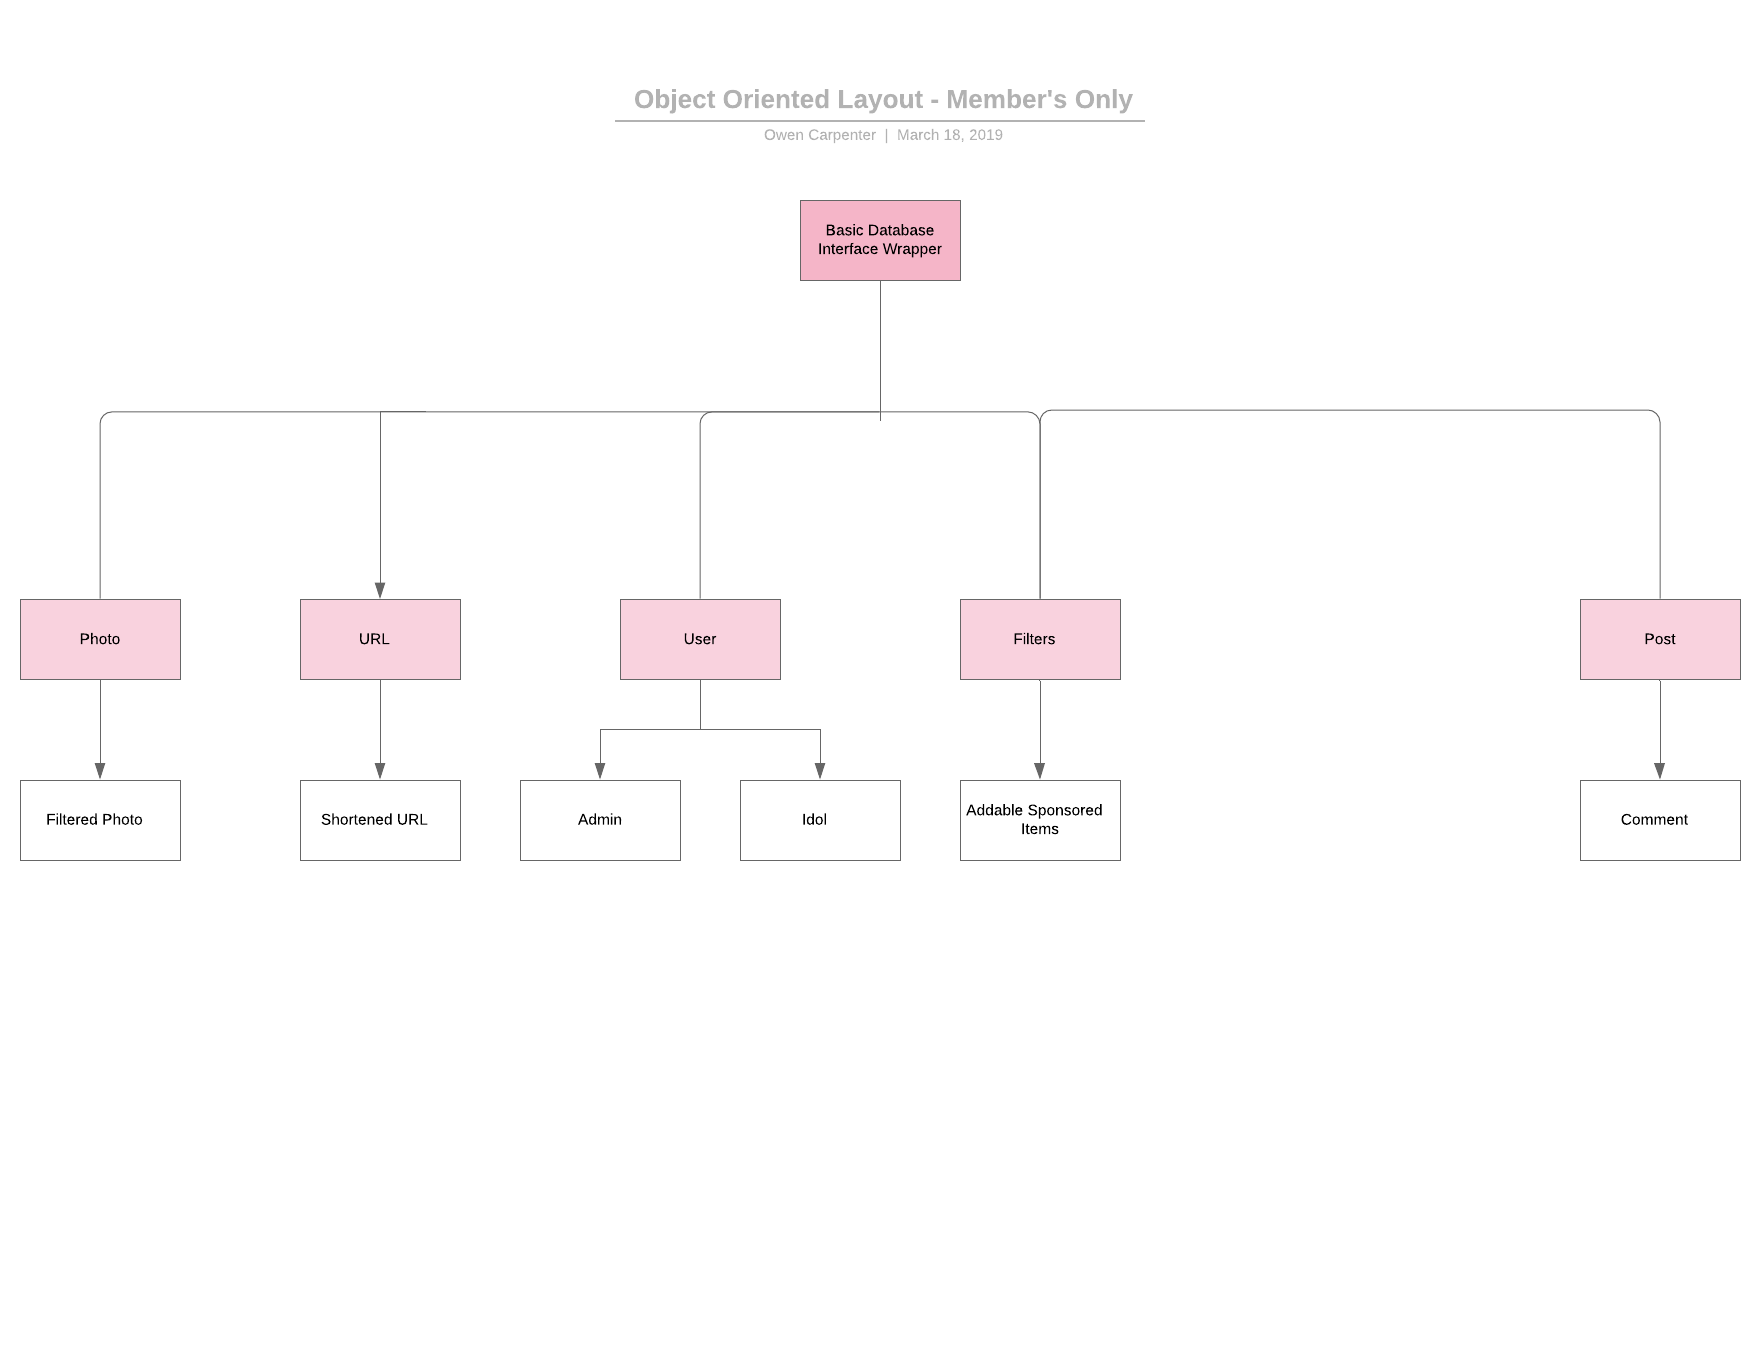 Object Oriented Layout - Member's Only
Owen Carpenter | March 18, 2019
Basic Database
Interface Wrapper
Photo
URL
User
Filters
Post
Filtered Photo
Shortened URL
Admin
Idol
Addable Sponsored
Items
Comment